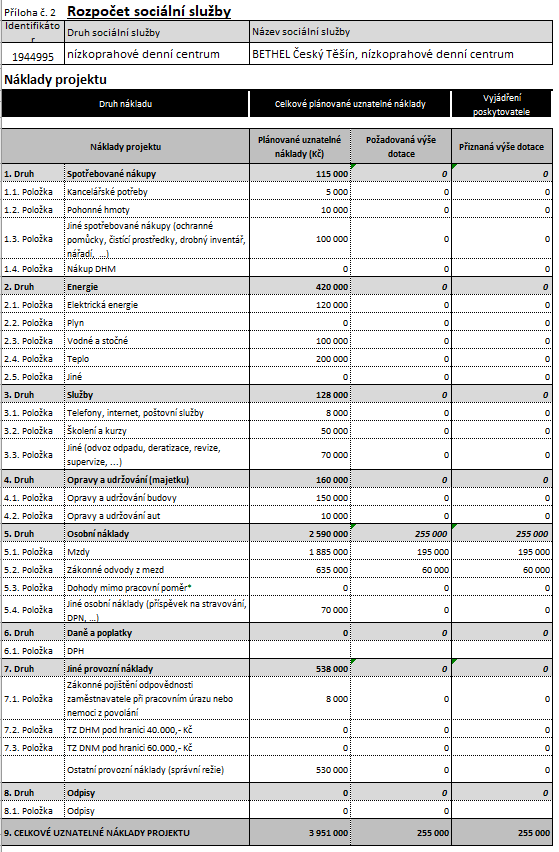 Příloha č. 2 Rozpočet sociální služby
Identifikáto
r
Druh sociální služby
Název sociální služby
1944995 nízkoprahové denní centrum BETHEL Český Těšín, nízkoprahové denní centrum
Náklady projektu
Druh nákladu Celkové plánované uznatelné náklady Vyjádření
poskytovatele
Náklady projektu Plánované uznatelné
náklady (Kč) Požadovaná výše
dotace Přiznaná výše dotace
1. Druh Spotřebované nákupy 115 000 0 0
1.1. Položka Kancelářské potřeby 5 000 0 0
1.2. Položka Pohonné hmoty 10 000 0 0
1.3. Položka Jiné spotřebované nákupy (ochranné
pomůcky, čistící prostředky, drobný inventář,
nářadí, ...) 100 000 0 0
1.4. Položka Nákup DHM 0 0 0
2. Druh Energie 420 000 0 0
2.1. Položka Elektrická energie 120 000 0 0
2.2. Položka Plyn 0 0 0
2.3. Položka Vodné a stočné 100 000 0 0
2.4. Položka Teplo 200 000 0 0
2.5. Položka Jiné 0 0 0
3. Druh Služby 128 000 0 0
3.1. Položka Telefony, internet, poštovní služby 8 000 0 0
3.2. Položka Školení a kurzy 50 000 0 0
3.3. Položka Jiné (odvoz odpadu, deratizace, revize,
supervize, ...) 70 000 0 0
4. Druh Opravy a udržování (majetku) 160 000 0 0
4.1. Položka Opravy a udržování budovy 150 000 0 0
4.2. Položka Opravy a udržování aut 10 000 0 0
5. Druh Osobní náklady 2 590 000 255 000 255 000
5.1. Položka Mzdy 1 885 000 195 000 195 000
5.2. Položka Zákonné odvody z mezd 635 000 60 000 60 000
5.3. Položka Dohody mimo pracovní poměr* 0 0 0
5.4. Položka Jiné osobní náklady (příspěvek na stravování,
DPN, ...) 70 000 0 0
6. Druh Daně a poplatky 0 0 0
6.1. Položka DPH 0 0
7. Druh Jiné provozní náklady 538 000 0 0
7.1. Položka Zákonné pojištění odpovědnosti
zaměstnavatele při pracovním úrazu nebo
nemoci z povolání 8 000 0 0
7.2. Položka TZ DHM pod hranici 40.000,- Kč 0 0
7.3. Položka TZ DNM pod hranici 60.000,- Kč 0 0
Ostatní provozní náklady (správní režie) 530 000 0 0
8. Druh Odpisy 0 0 0
8.1. Položka Odpisy 0 0 0
9. CELKOVÉ UZNATELNÉ NÁKLADY PROJEKTU 3 951 000 255 000 255 000